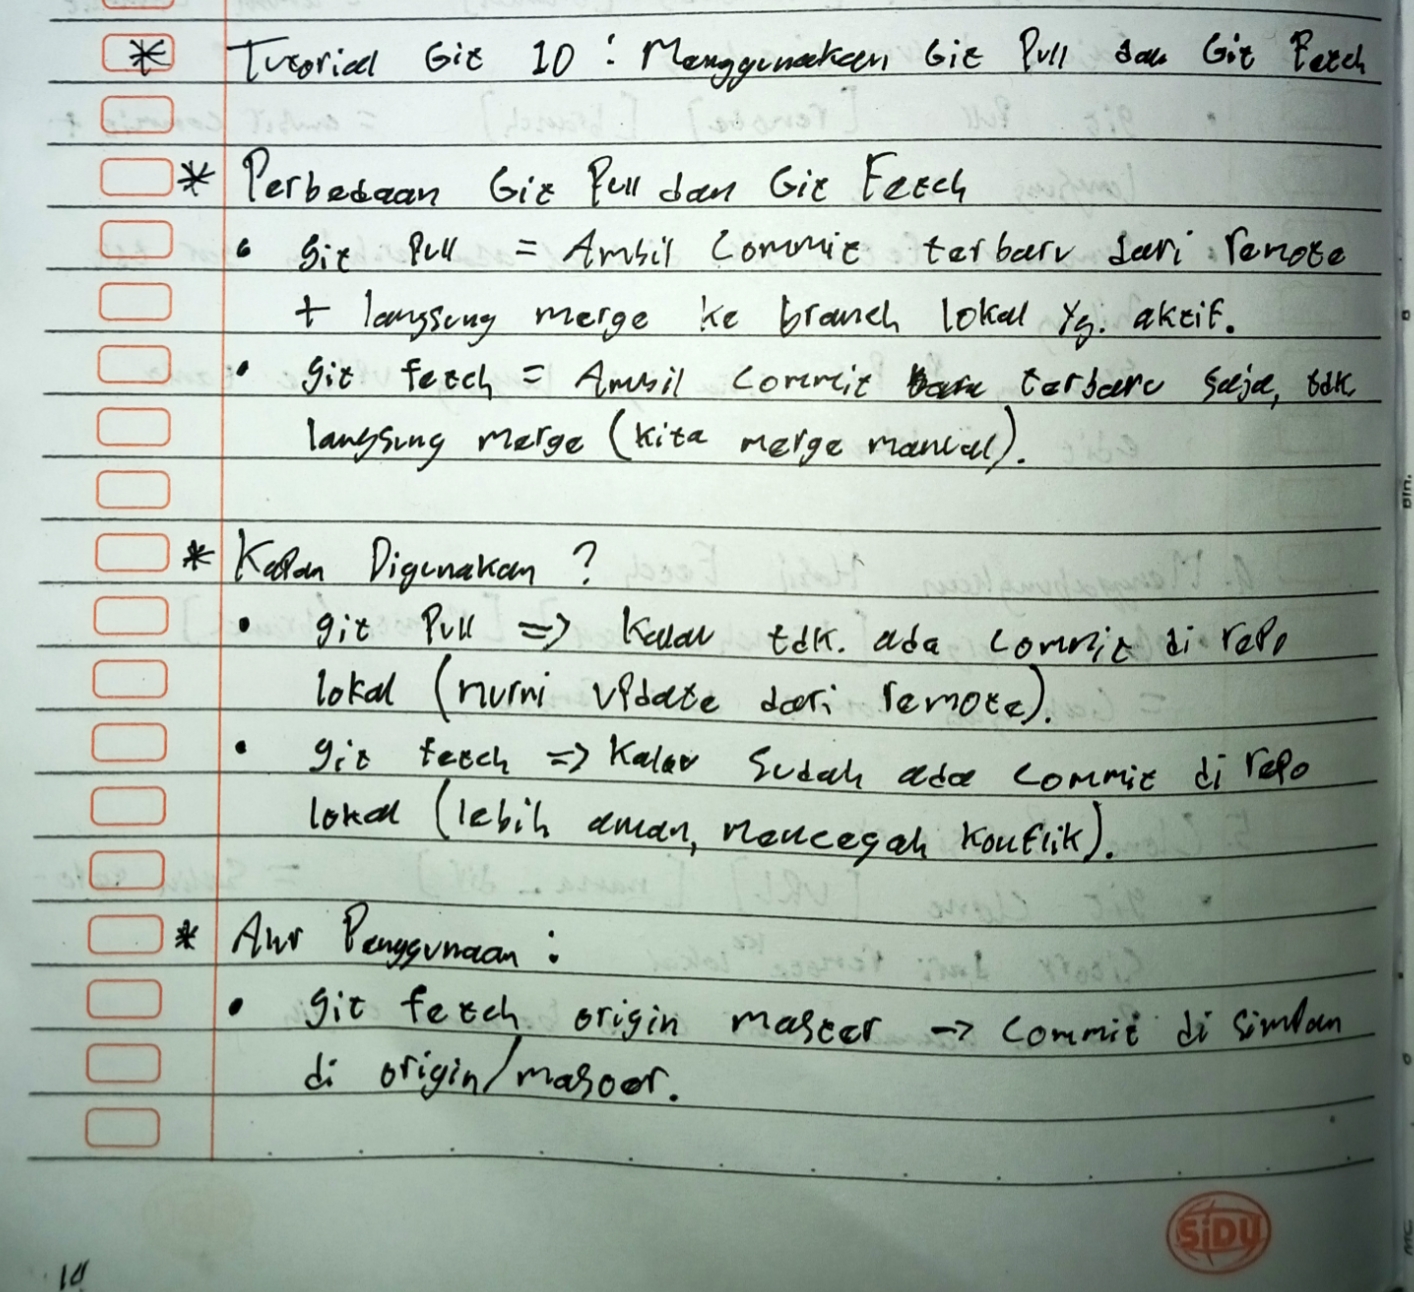 * Tutorial Git 10 : Menggunakan Git Pull dan Git Fetch
* Perbedaan Git Pull dan Git Fetch
• git Pull = Ambil Commit terbaru dari remote
+ langsung merge ke branch lokal yg. aktif.
• git fetch = Ambil Commit terbaru saja, tdk
langsung merge (kita merge manual).
* Kapan Digunakan ?
• git Pull => Kalau tdk. ada commit di repo
lokal (murni update dari remote).
• git fetch => Kalau sudah ada commit di repo
lokal (lebih aman, mencegah konflik).
* Alur Penggunaan :
• git fetch origin master -> commit di simpan
di origin/master.
SiDU